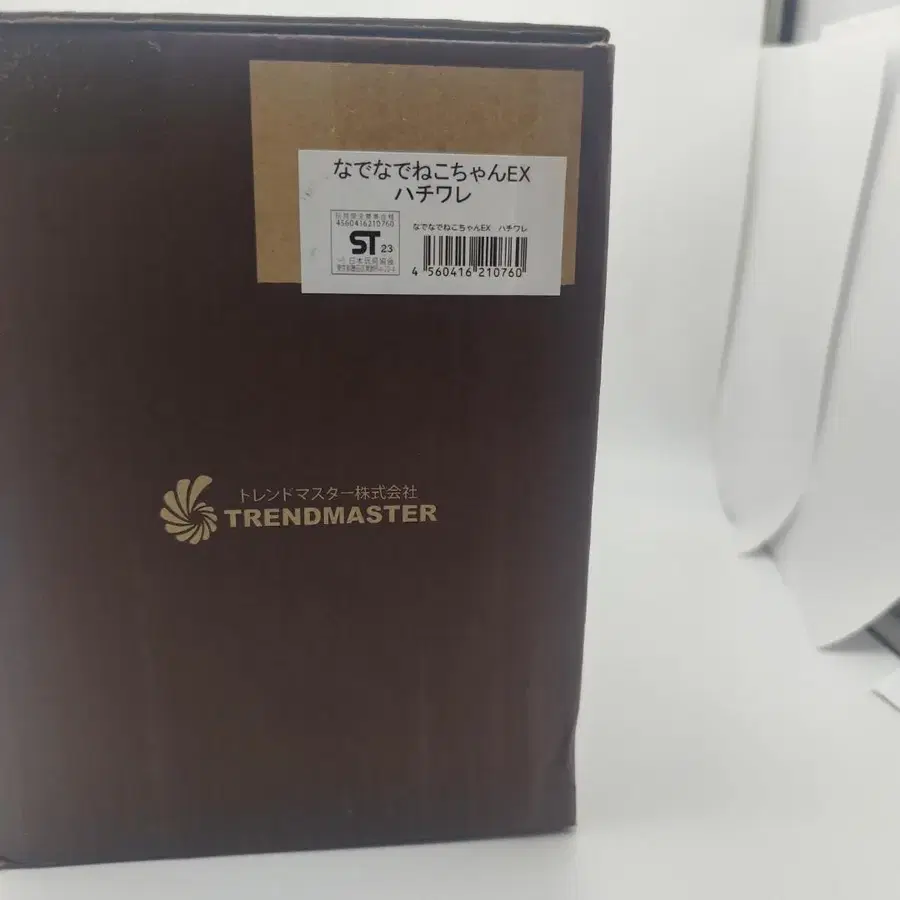 なでなでねこちゃんEX
ハチワレ
4560416210760
ST 23
なでなでねこちゃんEX ハチワレ
4 560416 210760
トレンドマスター株式会社
TRENDMASTER